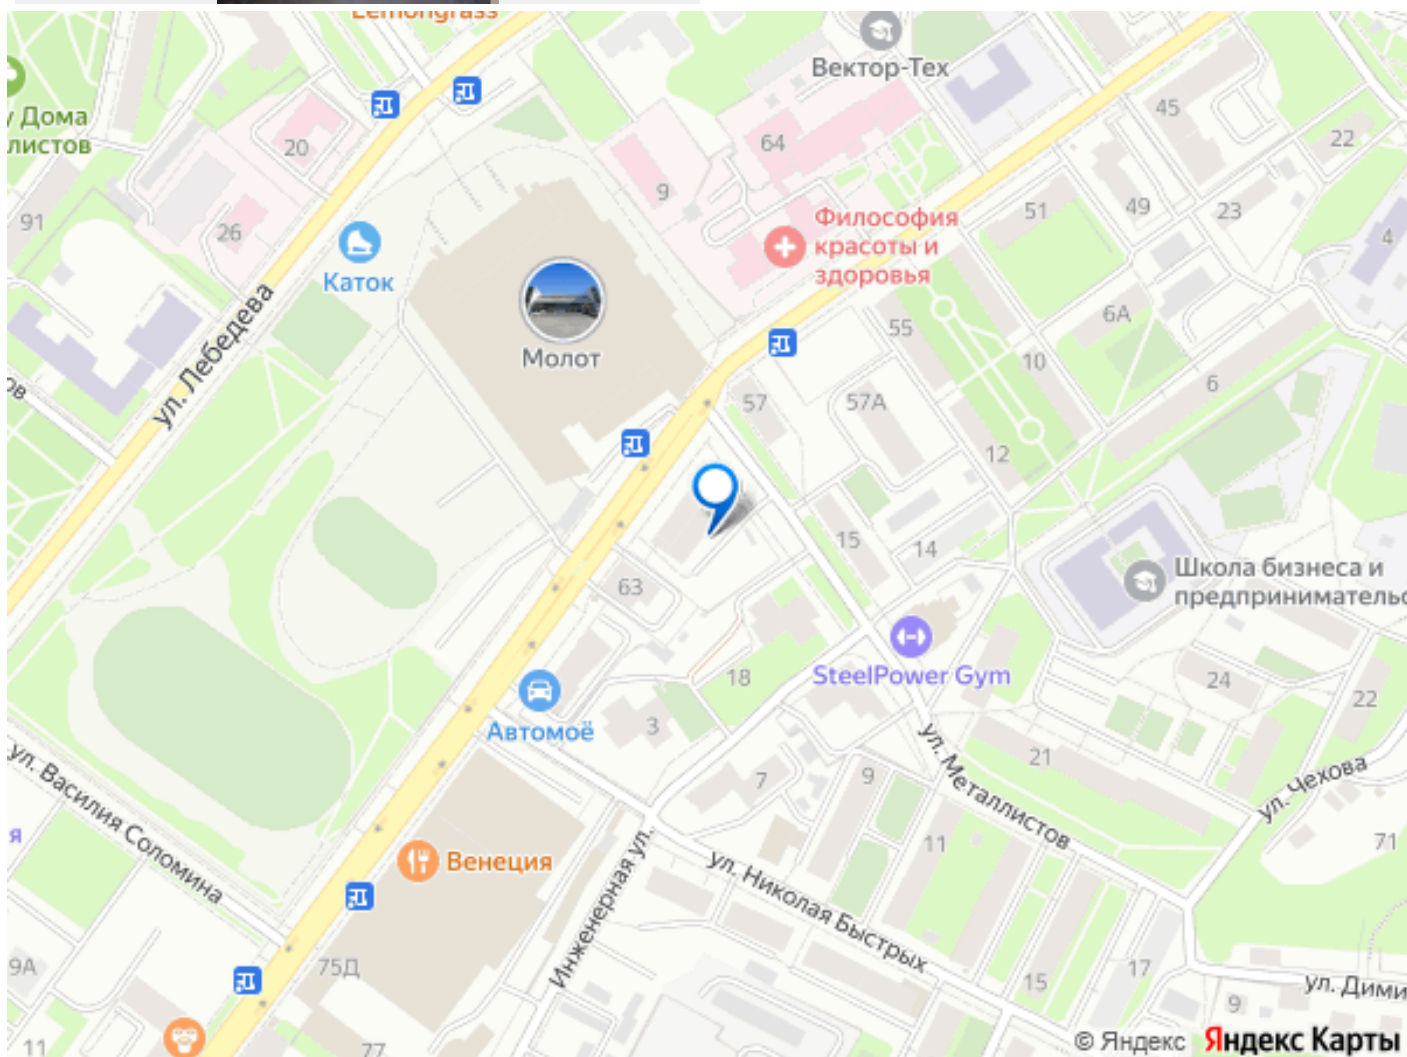 Lemongrass
Вектор-Тех
у Дома
листов
20
64
45
22
9
91
26
51
49
23
4
Философия
красоты и
здоровья
Каток
ул. Лебедева
Молот
55
6А
10
6
ов
57
57А
12
15
14
63
Школа бизнеса и
предпринимательс
18
SteelPower Gym
24
22
3
Автомоё
21
7
9
ул. Металлистов
ул. Чехова
ул. Василия Соломина
я
11
71
Венеция
Инженерная ул.
ул. Николая Быстрых
9А
75Д
15
17
9
ул. Дими
11
77
© Яндекс Яндекс Карты